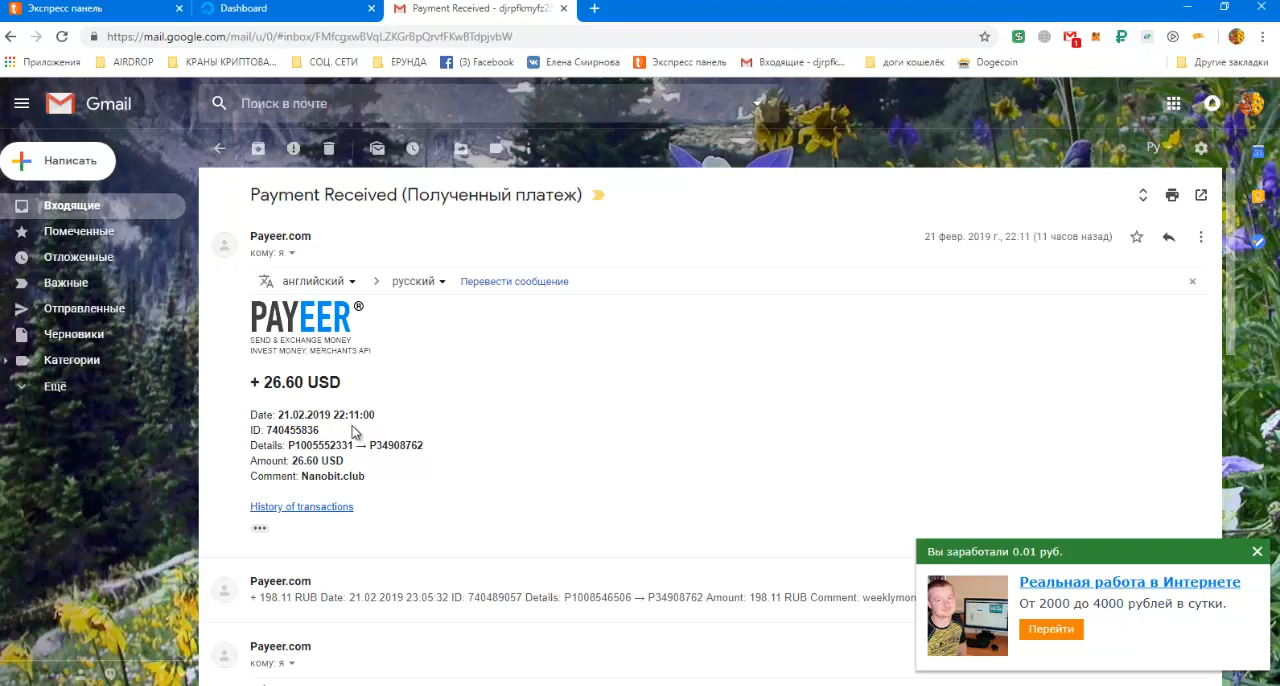 Экспресс панель
Dashboard
Payment Received - djrpfkmyfz28
https://mail.google.com/mail/u/0/#inbox/FMfcgxwBVqLZKGrBpQrvfFKwBTdpjvbW
1
Приложения
AIRDROP
КРАНЫ КРИПТОВА...
СОЦ. СЕТИ
ЕРУНДА
(3) Facebook
Елена Смирнова
Экспресс панель
Входящие - djrpfk...
доги кошелёк
Dogecoin
Другие закладки
Gmail
Поиск в почте
Написать
Ру
31
Входящие
Помеченные
Отложенные
Важные
Отправленные
Черновики
Категории
Ещё
Payment Received (Полученный платеж)
Payeer.com
21 февр. 2019 г., 22:11 (11 часов назад)
кому: я
английский
русский
Перевести сообщение
PAYEER®
SEND & EXCHANGE MONEY
INVEST MONEY, MERCHANTS API
+ 26.60 USD
Date: 21.02.2019 22:11:00
ID: 740455836
Details: P1005552331 → P34908762
Amount: 26.60 USD
Comment: Nanobit.club
History of transactions
Payeer.com
+ 198.11 RUB Date: 21.02.2019 23:05:32 ID: 740489057 Details: P1008546506 → P34908762 Amount: 198.11 RUB Comment: weeklymon
Payeer.com
кому: я
Вы заработали 0.01 руб.
Реальная работа в Интернете
От 2000 до 4000 рублей в сутки.
Перейти